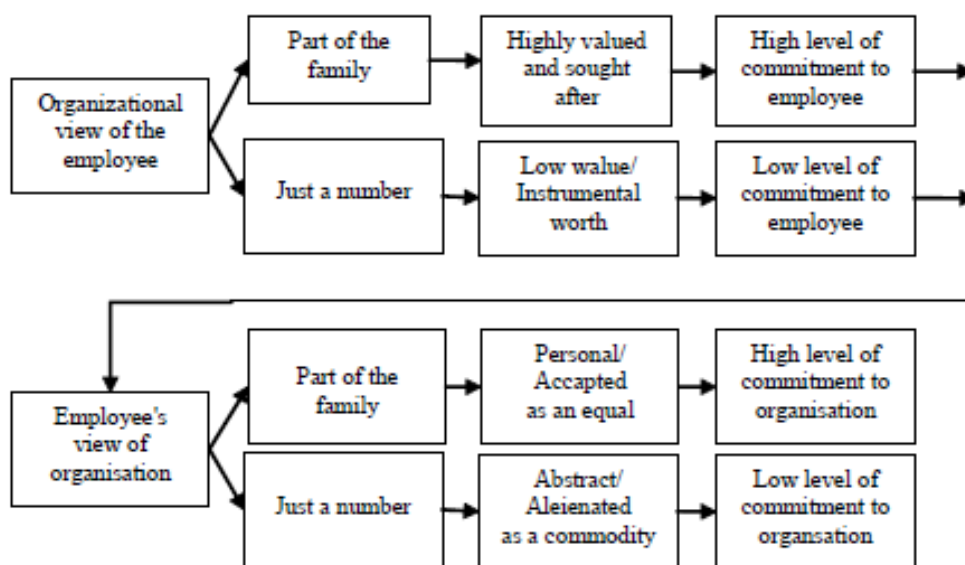 Organizational
view of the
employee
Part of the
family
Highly valued
and sought
after
High level of
commitment to
employee
Just a number
Low walue/
Instrumental
worth
Low level of
commitment to
employee
Employee's
view of
organisation
Part of the
family
Personal/
Accapted
as an equal
High level of
commitment to
organisation
Just a number
Abstract/
Aleienated
as a commodity
Low level of
commitment to
organsation